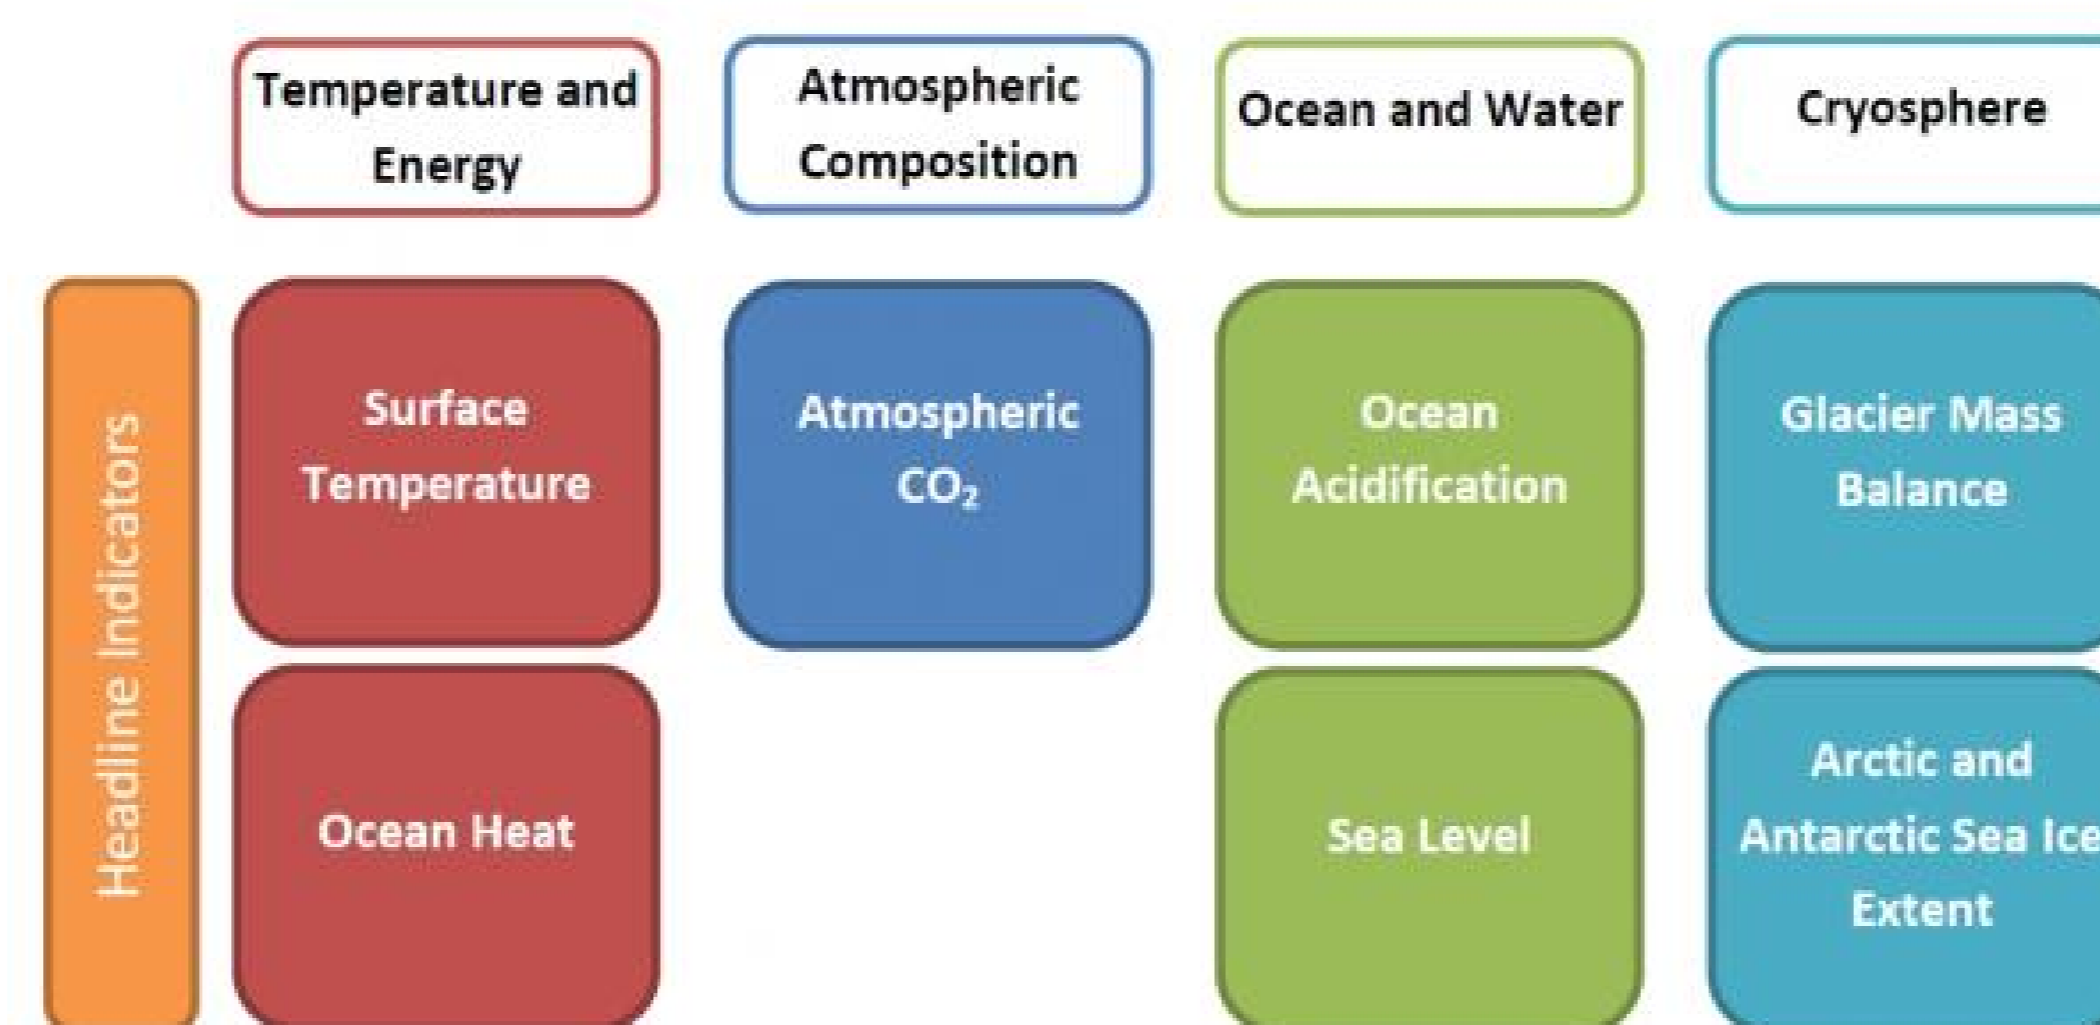 Temperature and
Energy
Atmospheric
Composition
Ocean and Water
Cryosphere
Headline Indicators
Surface
Temperature
Atmospheric
CO₂
Ocean
Acidification
Glacier Mass
Balance
Ocean Heat
Sea Level
Arctic and
Antarctic Sea Ice
Extent